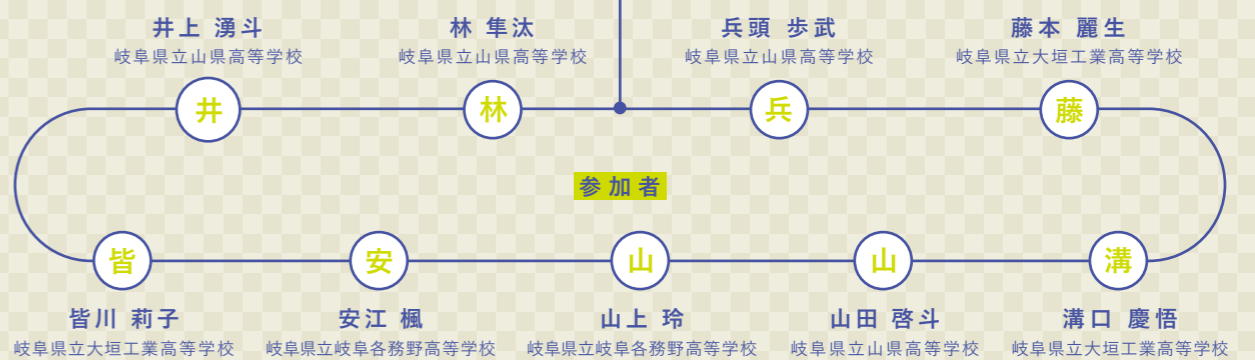 井上 湧斗
岐阜県立山県高等学校
林 隼汰
岐阜県立山県高等学校
兵頭 歩武
岐阜県立山県高等学校
藤本 麗生
岐阜県立大垣工業高等学校
井
林
兵
藤
参加者
皆
安
山
山
溝
皆川 莉子
岐阜県立大垣工業高等学校
安江 楓
岐阜県立岐阜各務野高等学校
山上 玲
岐阜県立岐阜各務野高等学校
山田 啓斗
岐阜県立山県高等学校
溝口 慶悟
岐阜県立大垣工業高等学校